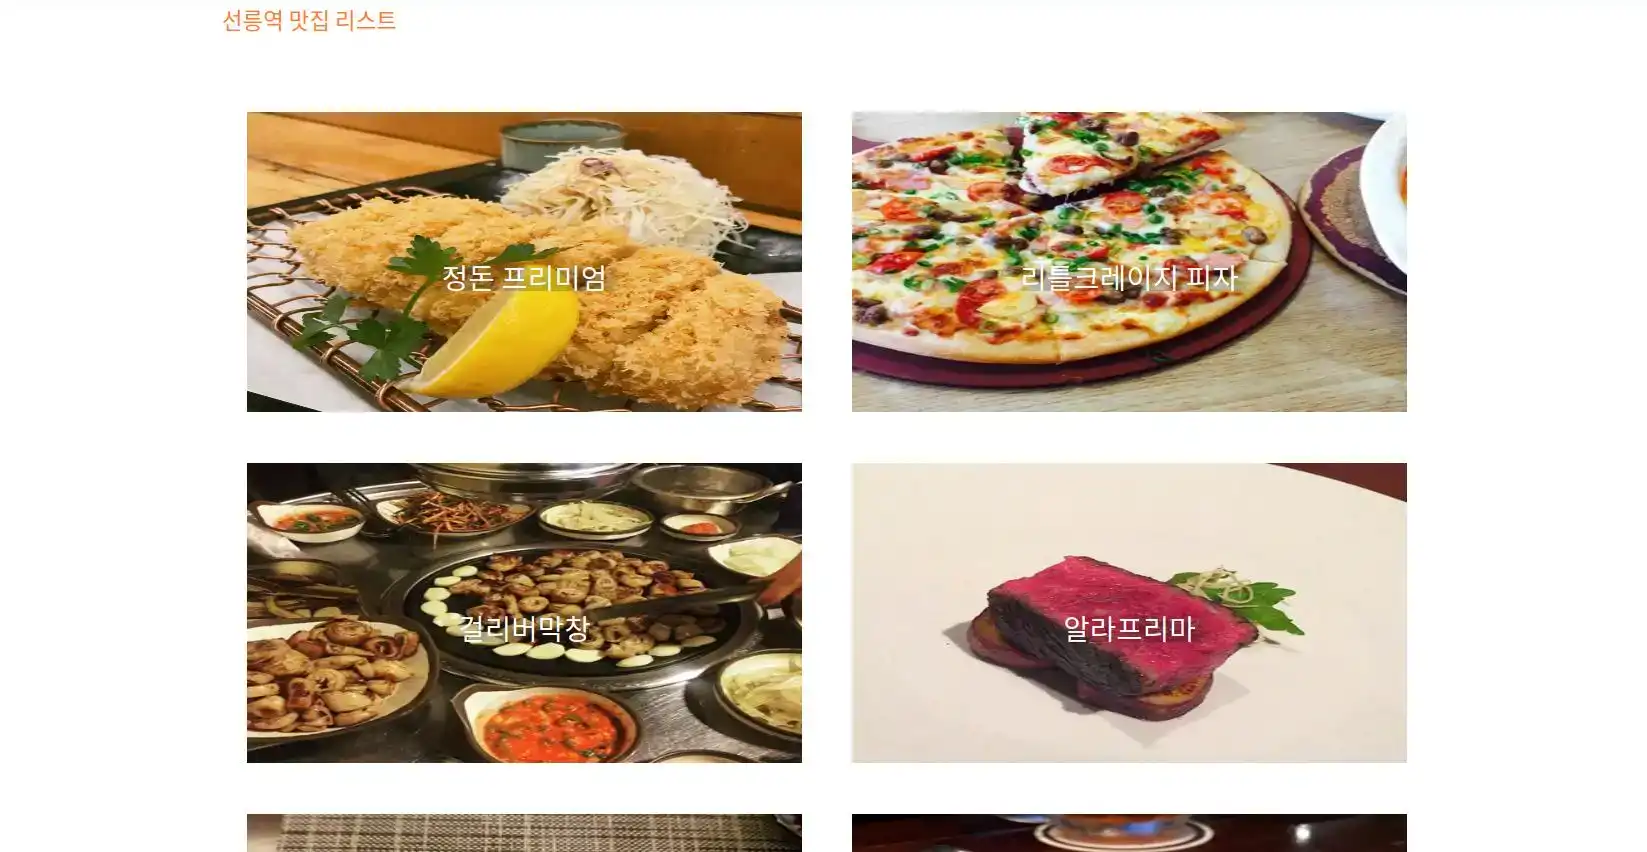 선릉역 맛집 리스트
정돈 프리미엄
리틀크레이지 피자
걸리버막창
알라프리마